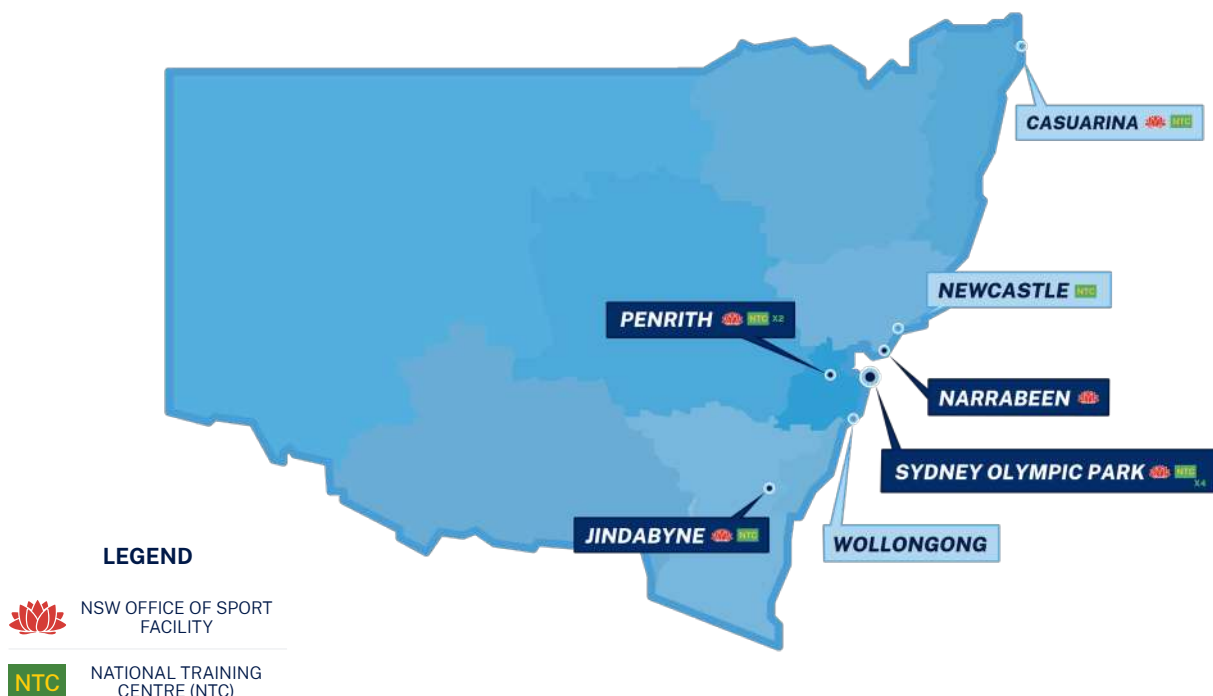 CASUARINA NTC
NEWCASTLE NTC
PENRITH NTC X2
NARRABEEN
SYDNEY OLYMPIC PARK NTC
X4
JINDABYNE NTC
WOLLONGONG
LEGEND
NSW OFFICE OF SPORT
FACILITY
NTC
NATIONAL TRAINING
CENTRE (NTC)